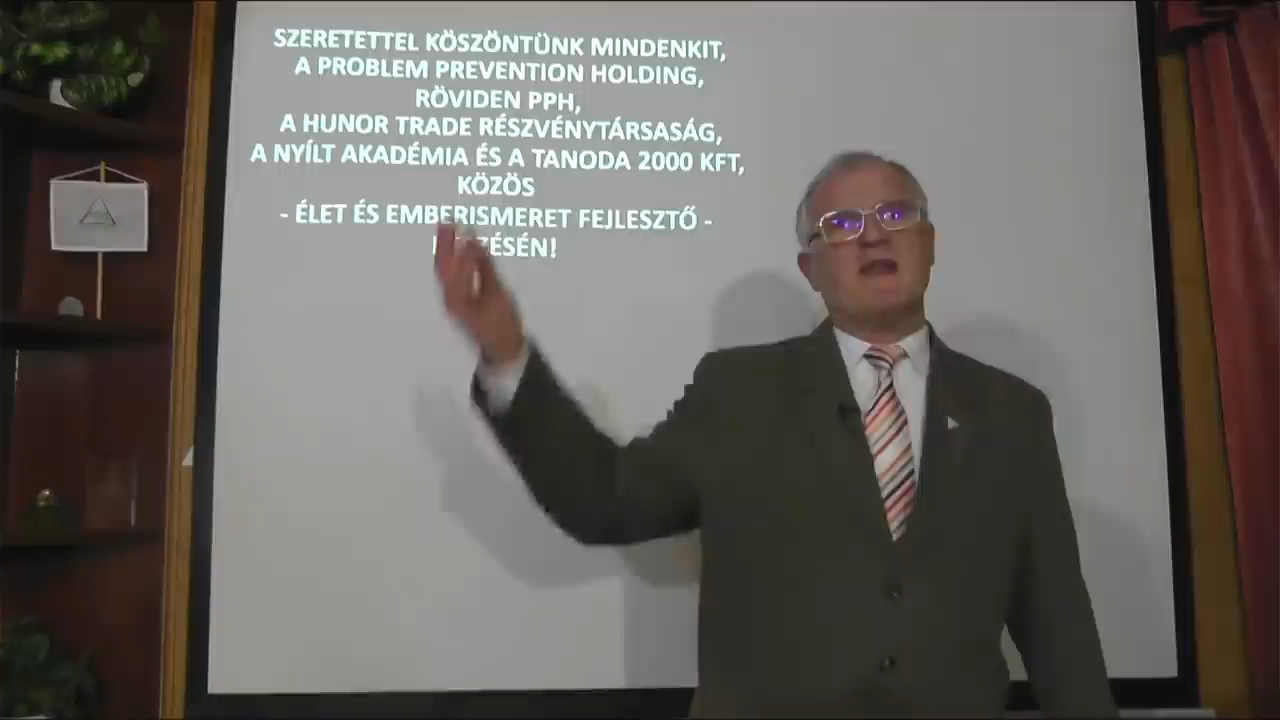 SZERETETTEL KÖSZÖNTÜNK MINDENKIT,
A PROBLEM PREVENTION HOLDING,
RÖVIDEN PPH,
A HUNOR TRADE RÉSZVÉNYTÁRSASÁG,
A NYÍLT AKADÉMIA ÉS A TANODA 2000 KFT,
KÖZÖS
- ÉLET ÉS EMBERISMERET FEJLESZTŐ -